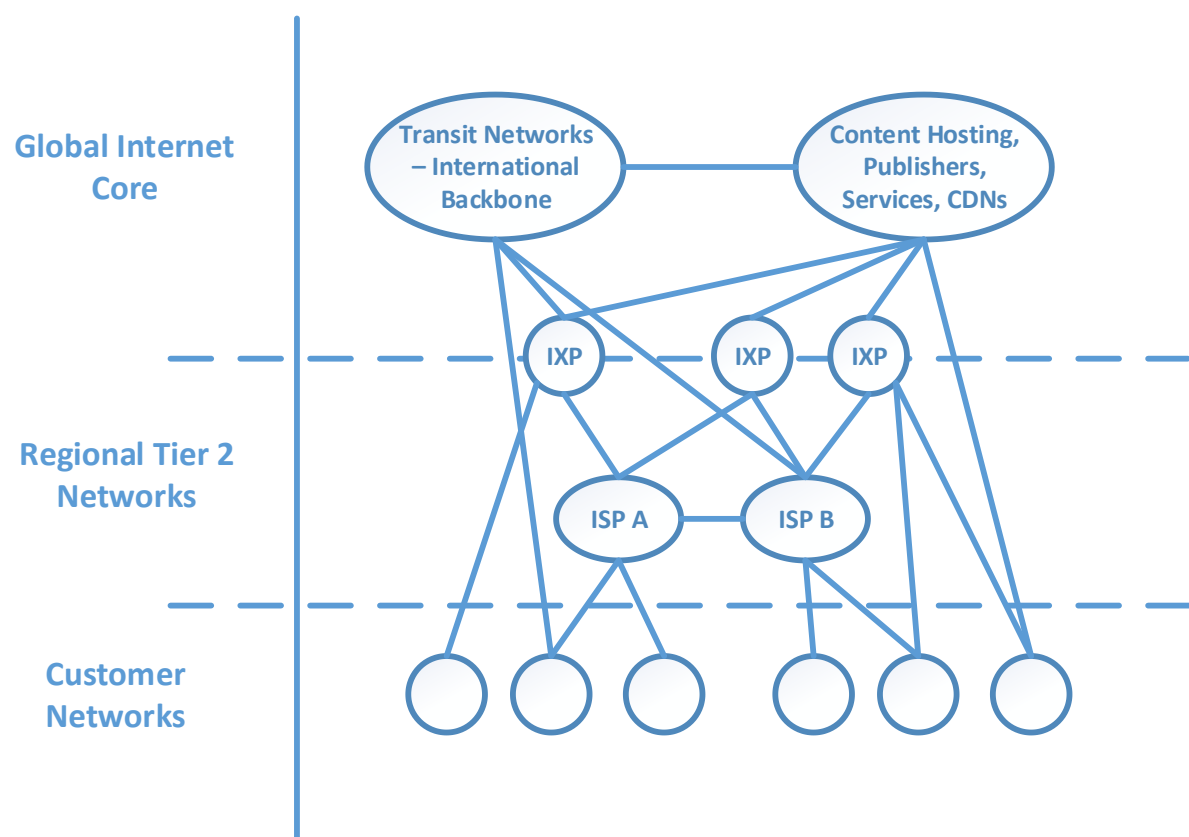 Global Internet
Core
Transit Networks
– International
Backbone
Content Hosting,
Publishers,
Services, CDNs
IXP
IXP
IXP
Regional Tier 2
Networks
ISP A
ISP B
Customer
Networks